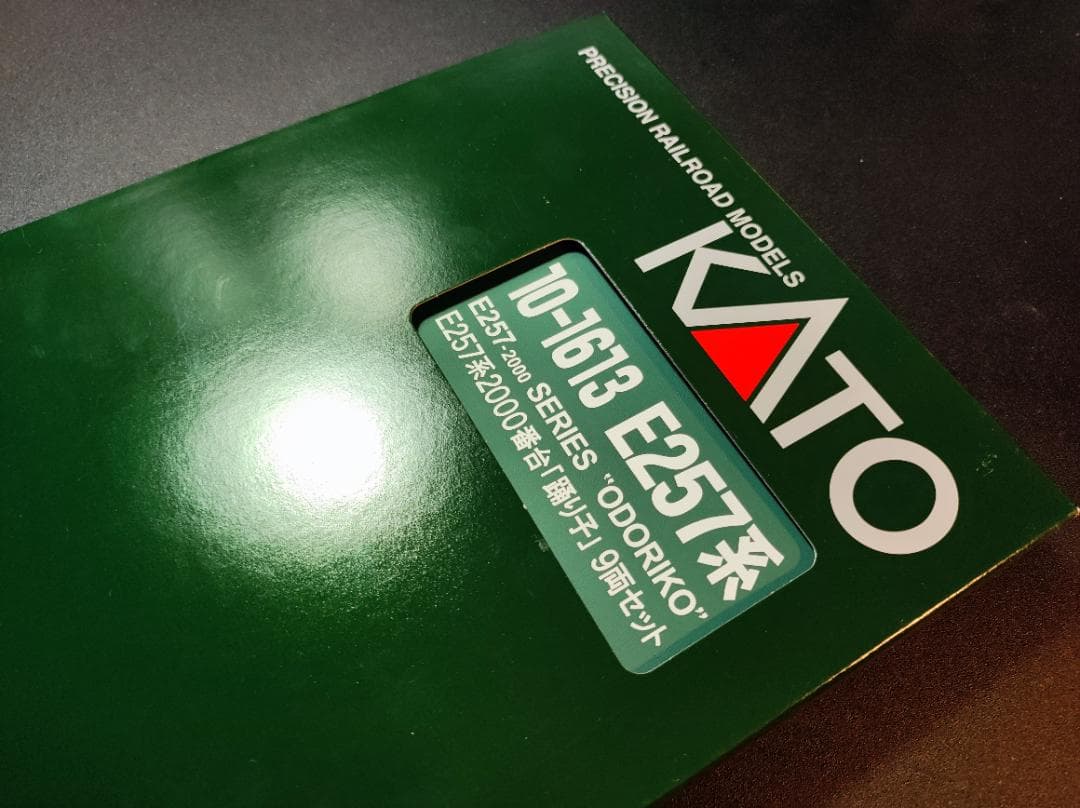 PRECISION RAILROAD MODELS
KATO
10-1613 E257系
E257-2000 SERIES “ODORIKO”
E257系2000番台「踊り子」9両セット